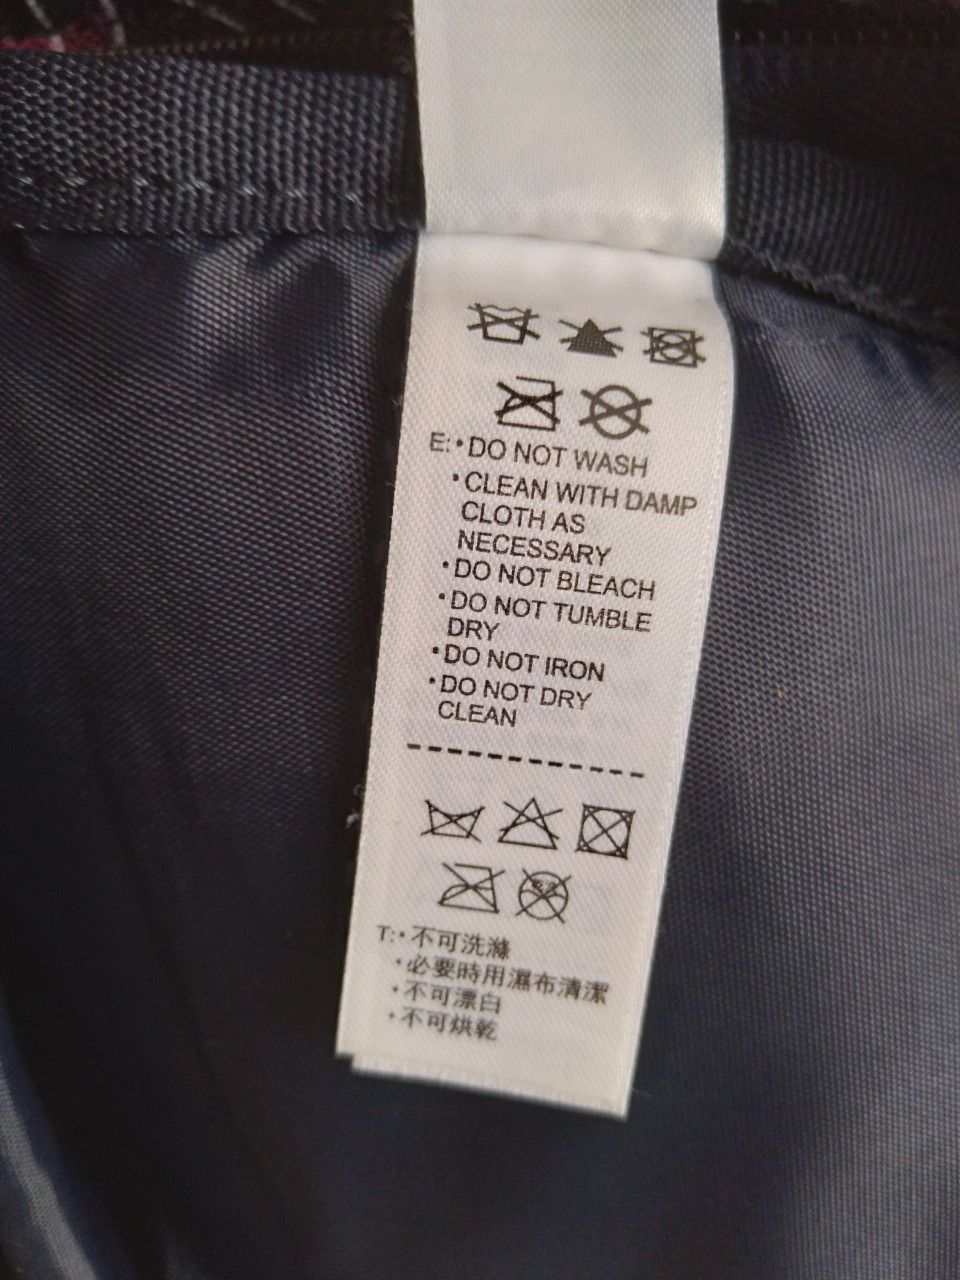 E:•DO NOT WASH
•CLEAN WITH DAMP
CLOTH AS
NECESSARY
•DO NOT BLEACH
•DO NOT TUMBLE
DRY
•DO NOT IRON
•DO NOT DRY
CLEAN
T:•不可洗滌
•必要時用濕布清潔
•不可漂白
•不可烘乾